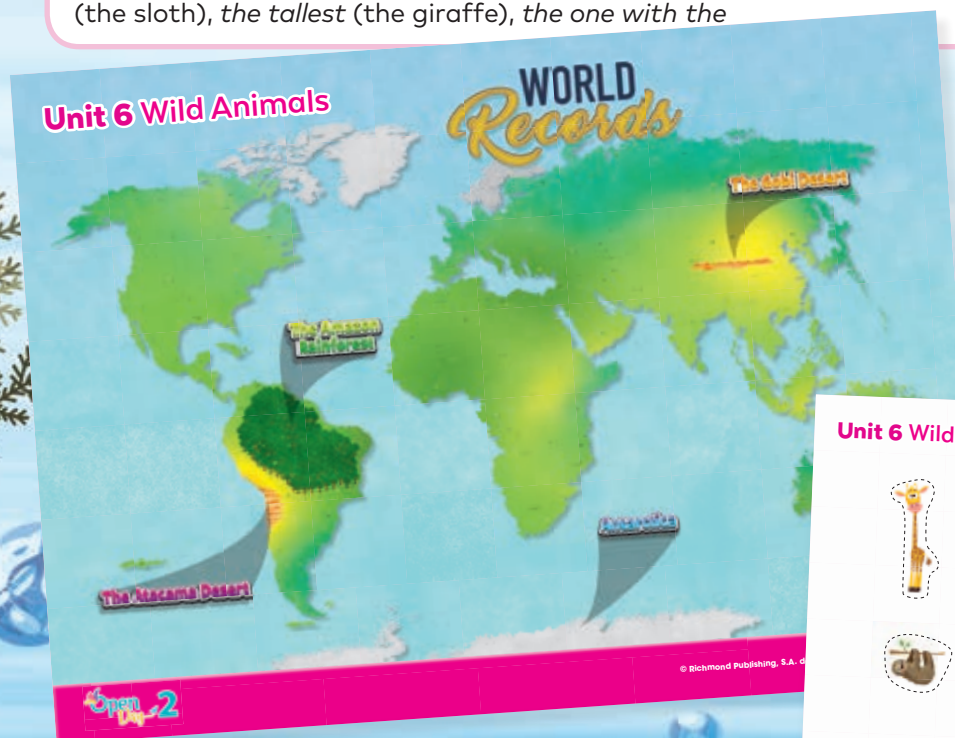 (the sloth), the tallest (the giraffe), the one with the
Unit 6 Wild Animals
WORLD
Records
The Gobi Desert
The Amazon
Rainforest
Antarctica
The Atacama Desert
Unit 6 Wild
© Richmond Publishing, S.A. d
Open
Day 2